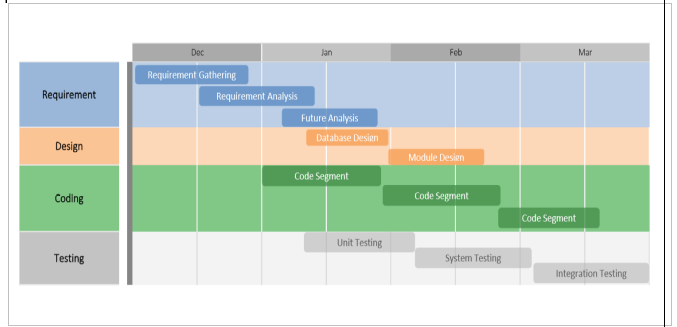 Dec Jan Feb Mar
Requirement
Requirement Gathering
Requirement Analysis
Future Analysis
Design
Database Design
Module Design
Coding
Code Segment
Code Segment
Code Segment
Testing
Unit Testing
System Testing
Integration Testing